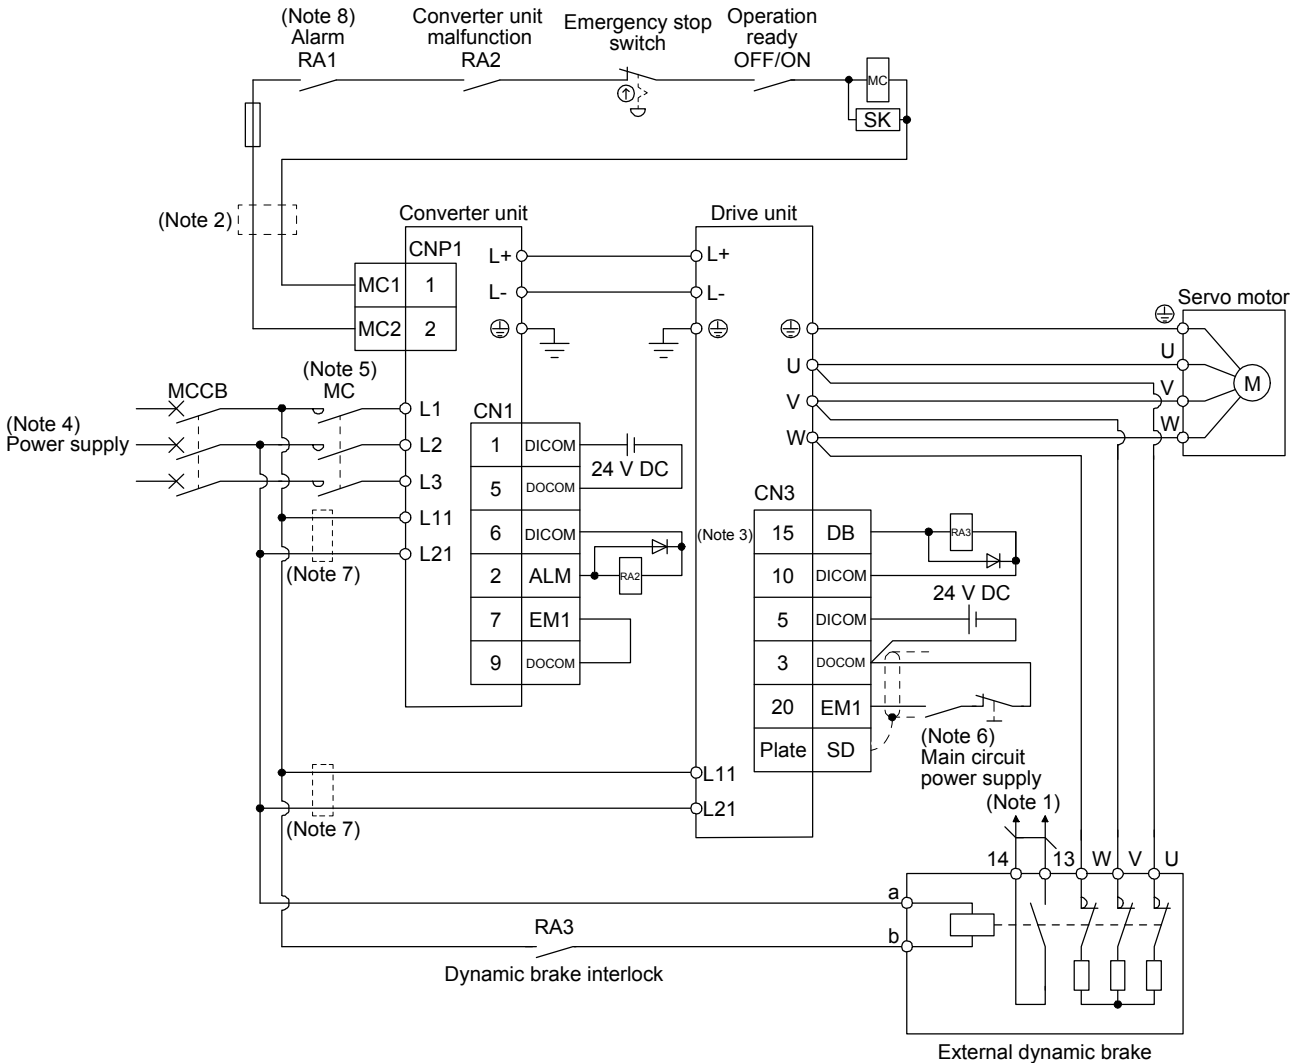 (Note 8)
Alarm
RA1
Converter unit
malfunction
RA2
Emergency stop
switch
Operation
ready
OFF/ON
MC
SK
(Note 2)
Converter unit
CNP1
MC1 1
MC2 2
L+
L-
Drive unit
L+
L-
U
V
W
Servo motor
U
V
W
M
(Note 4)
Power supply
MCCB
(Note 5)
MC
L1
L2
L3
L11
L21
(Note 7)
CN1
1 DICOM
5 DOCOM
6 DICOM
2 ALM
7 EM1
9 DOCOM
24 V DC
RA2
CN3
(Note 3)
15 DB
10 DICOM
5 DICOM
3 DOCOM
20 EM1
Plate SD
RA3
24 V DC
(Note 6)
Main circuit
power supply
(Note 1)
L11
L21
(Note 7)
14 13 W V U
a
b
RA3
Dynamic brake interlock
External dynamic brake